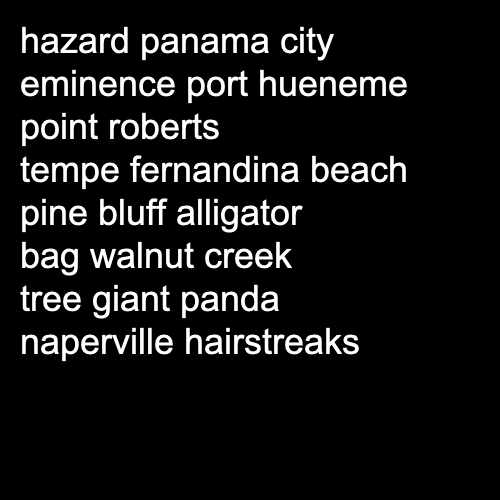 hazard panama city
eminence port hueneme
point roberts
tempe fernandina beach
pine bluff alligator
bag walnut creek
tree giant panda
naperville hairstreaks